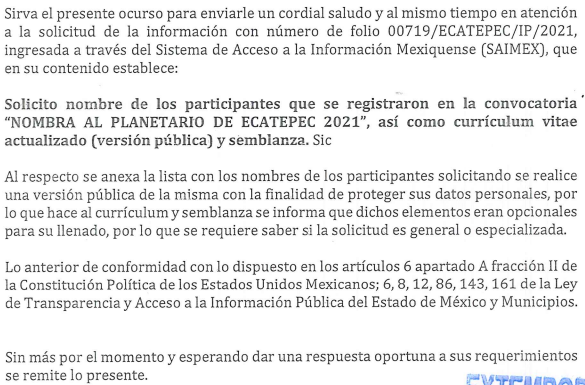 Sirva el presente ocurso para enviarle un cordial saludo y al mismo tiempo en atención
a la solicitud de la información con número de folio 00719/ECATEPEC/IP/2021,
ingresada a través del Sistema de Acceso a la Información Mexiquense (SAIMEX), que
en su contenido establece:
Solicito nombre de los participantes que se registraron en la convocatoria
“NOMBRA AL PLANETARIO DE ECATEPEC 2021”, así como currículum vitae
actualizado (versión pública) y semblanza. Sic
Al respecto se anexa la lista con los nombres de los participantes solicitando se realice
una versión pública de la misma con la finalidad de proteger sus datos personales, por
lo que hace al currículum y semblanza se informa que dichos elementos eran opcionales
para su llenado, por lo que se requiere saber si la solicitud es general o especializada.
Lo anterior de conformidad con lo dispuesto en los artículos 6 apartado A fracción II de
la Constitución Política de los Estados Unidos Mexicanos; 6, 8, 12, 86, 143, 161 de la Ley
de Transparencia y Acceso a la Información Pública del Estado de México y Municipios.
Sin más por el momento y esperando dar una respuesta oportuna a sus requerimientos
se remite lo presente.